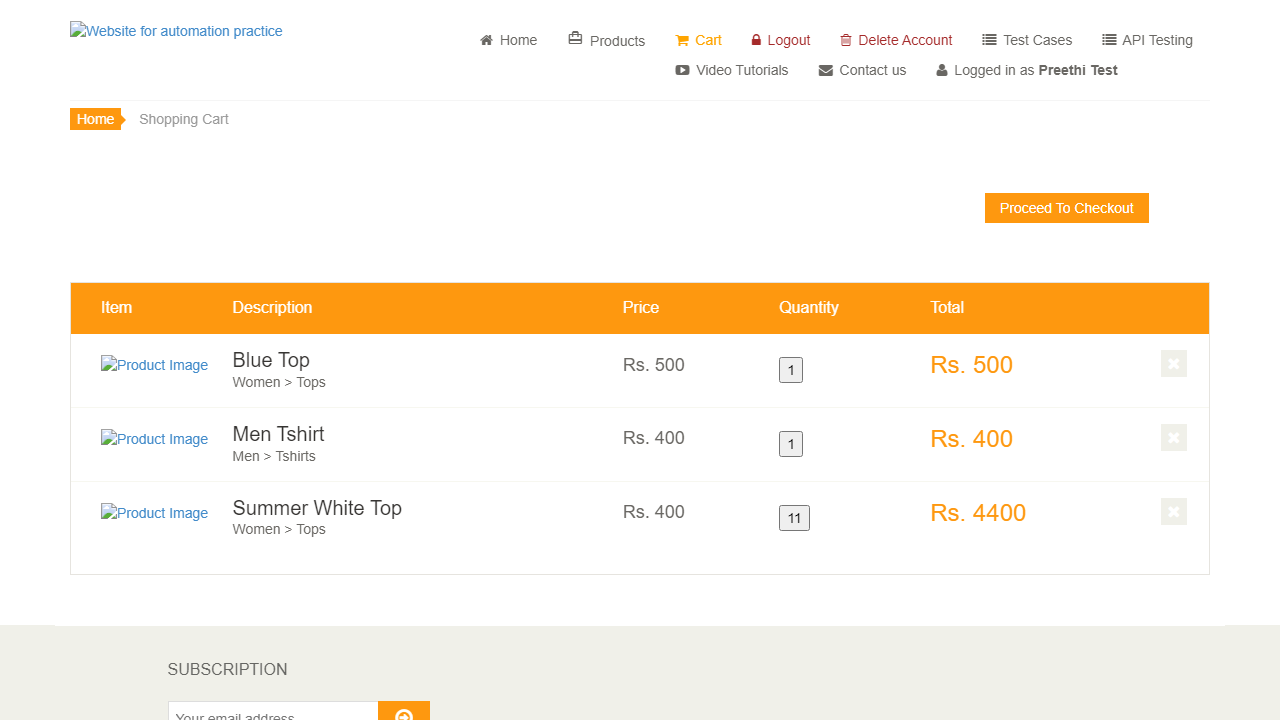 Website for automation practice
Home Products Cart Logout Delete Account Test Cases API Testing
Video Tutorials Contact us Logged in as Preethi Test
Home Shopping Cart
Proceed To Checkout
Item Description Price Quantity Total
Product Image Blue Top Rs. 500 1 Rs. 500
Women > Tops
Product Image Men Tshirt Rs. 400 1 Rs. 400
Men > Tshirts
Product Image Summer White Top Rs. 400 11 Rs. 4400
Women > Tops
SUBSCRIPTION
Your email address